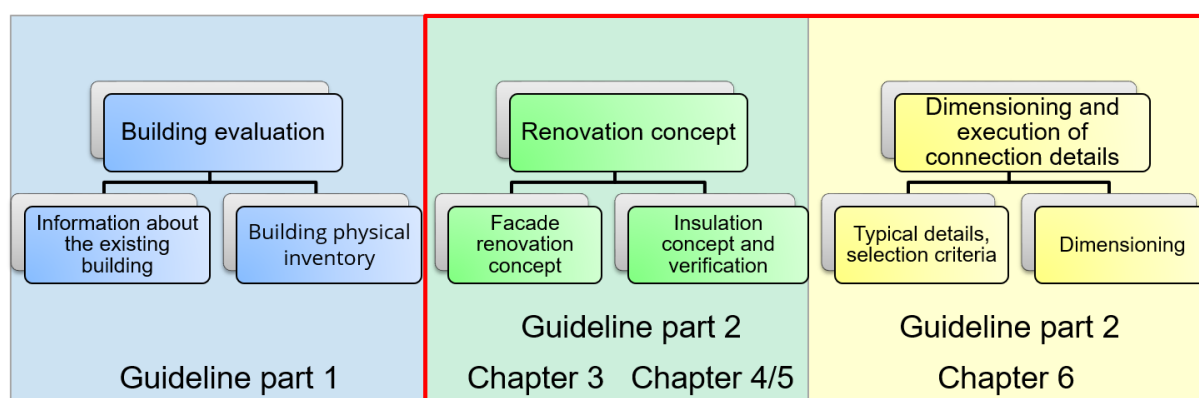 Building evaluation
Information about
the existing
building
Building physical
inventory
Guideline part 1
Renovation concept
Facade
renovation
concept
Insulation
concept and
verification
Guideline part 2
Chapter 3
Chapter 4/5
Dimensioning and
execution of
connection details
Typical details,
selection criteria
Dimensioning
Guideline part 2
Chapter 6